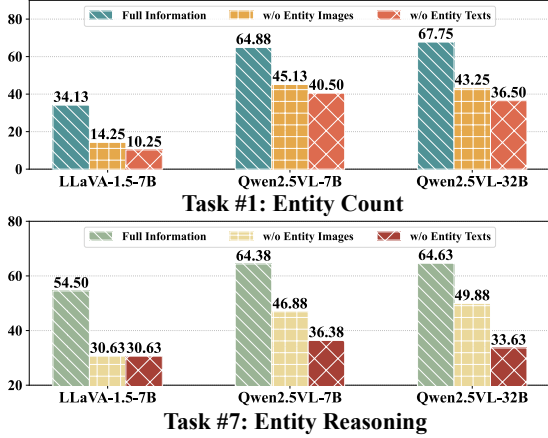 Full Information w/o Entity Images w/o Entity Texts
80
60
40
20
0
34.13 14.25 10.25
64.88 45.13 40.50
67.75 43.25 36.50
LLaVA-1.5-7B Qwen2.5VL-7B Qwen2.5VL-32B
Task #1: Entity Count
Full Information w/o Entity Images w/o Entity Texts
80
60
40
20
54.50 30.63 30.63
64.38 46.88 36.38
64.63 49.88 33.63
LLaVA-1.5-7B Qwen2.5VL-7B Qwen2.5VL-32B
Task #7: Entity Reasoning